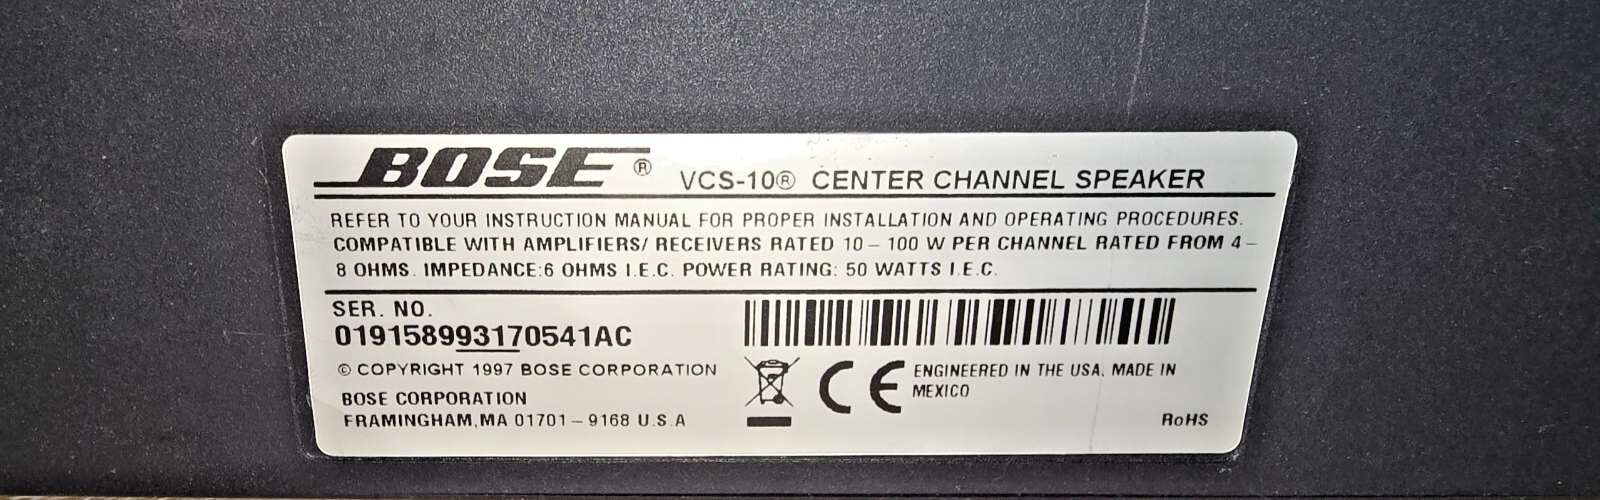 BOSE® VCS-10® CENTER CHANNEL SPEAKER
REFER TO YOUR INSTRUCTION MANUAL FOR PROPER INSTALLATION AND OPERATING PROCEDURES.
COMPATIBLE WITH AMPLIFIERS/ RECEIVERS RATED 10 – 100 W PER CHANNEL RATED FROM 4 –
8 OHMS. IMPEDANCE:6 OHMS I.E.C. POWER RATING: 50 WATTS I.E.C.
SER. NO.
019158993170541AC
© COPYRIGHT 1997 BOSE CORPORATION
BOSE CORPORATION
FRAMINGHAM,MA 01701 – 9168 U.S.A
CE
ENGINEERED IN THE USA, MADE IN
MEXICO
RoHS